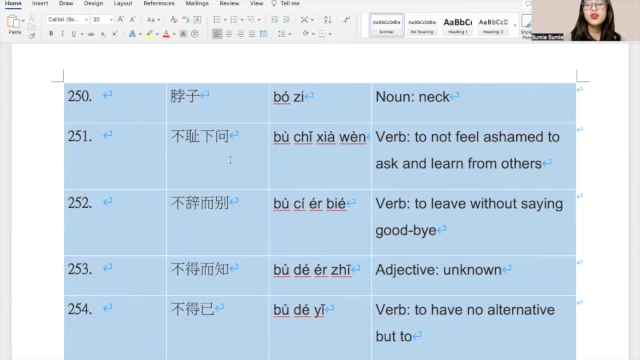 Home Insert Draw Design Layout References Mailings Review View Tell me
Calibri (Bo... 20
Paste
AaBbCcDdEe AaBbCcDdEe AaBbCc AaBbCcD
Normal No Spacing Heading 1 Heading 2
Sumie Sumie
250. 脖子 bó zi Noun: neck
251. 不耻下问 bù chǐ xià wèn Verb: to not feel ashamed to
ask and learn from others
252. 不辞而别 bù cí ér bié Verb: to leave without saying
good-bye
253. 不得而知 bù dé ér zhī Adjective: unknown
254. 不得已 bù dé yǐ Verb: to have no alternative
but to